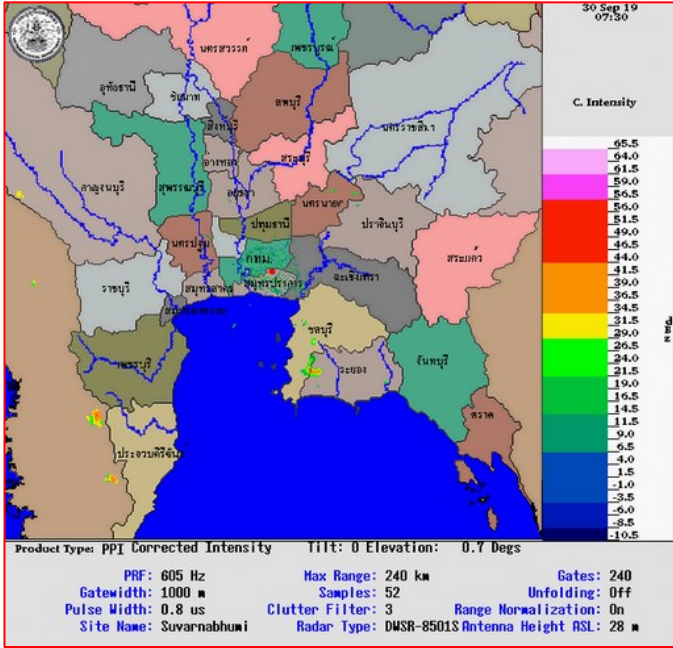 30 Sep 19
07:30
C. Intensity
นครสวรรค์
เพชรบูรณ์
อุทัยธานี
ชัยนาท
ลพบุรี
สิงหบุรี
นครราชสีมา
อ่างทอง
สระบุรี
กาญจนบุรี
สุพรรณบุรี
อยุธยา
นครนายก
ปราจีนบุรี
ปทุมธานี
นครปฐม
สระแก้ว
กทม.
ฉะเชิงเทรา
ราชบุรี
สมุทรสาคร
สมุทรปราการ
ชลบุรี
เพชรบุรี
ระยอง
จันทบุรี
ตราด
ประจวบคีรีขันธ์
65.5
64.0
61.5
59.0
56.5
56.0
51.5
49.0
46.5
44.0
41.5
39.0
36.5
34.5
31.5
29.0
26.5
24.0
21.5
19.0
16.5
14.5
11.5
9.0
6.5
4.0
1.5
-1.0
-3.5
-6.0
-8.5
-10.5
Product Type: PPI Corrected Intensity Tilt: 0 Elevation: 0.7 Degs
PRF: 605 Hz Max Range: 240 km Gates: 240
Gatewidth: 1000 m Samples: 52 Unfolding: Off
Pulse Width: 0.8 us Clutter Filter: 3 Range Normalization: On
Site Name: Suvarnabhumi Radar Type: DWSR-8501S Antenna Height ASL: 28 m